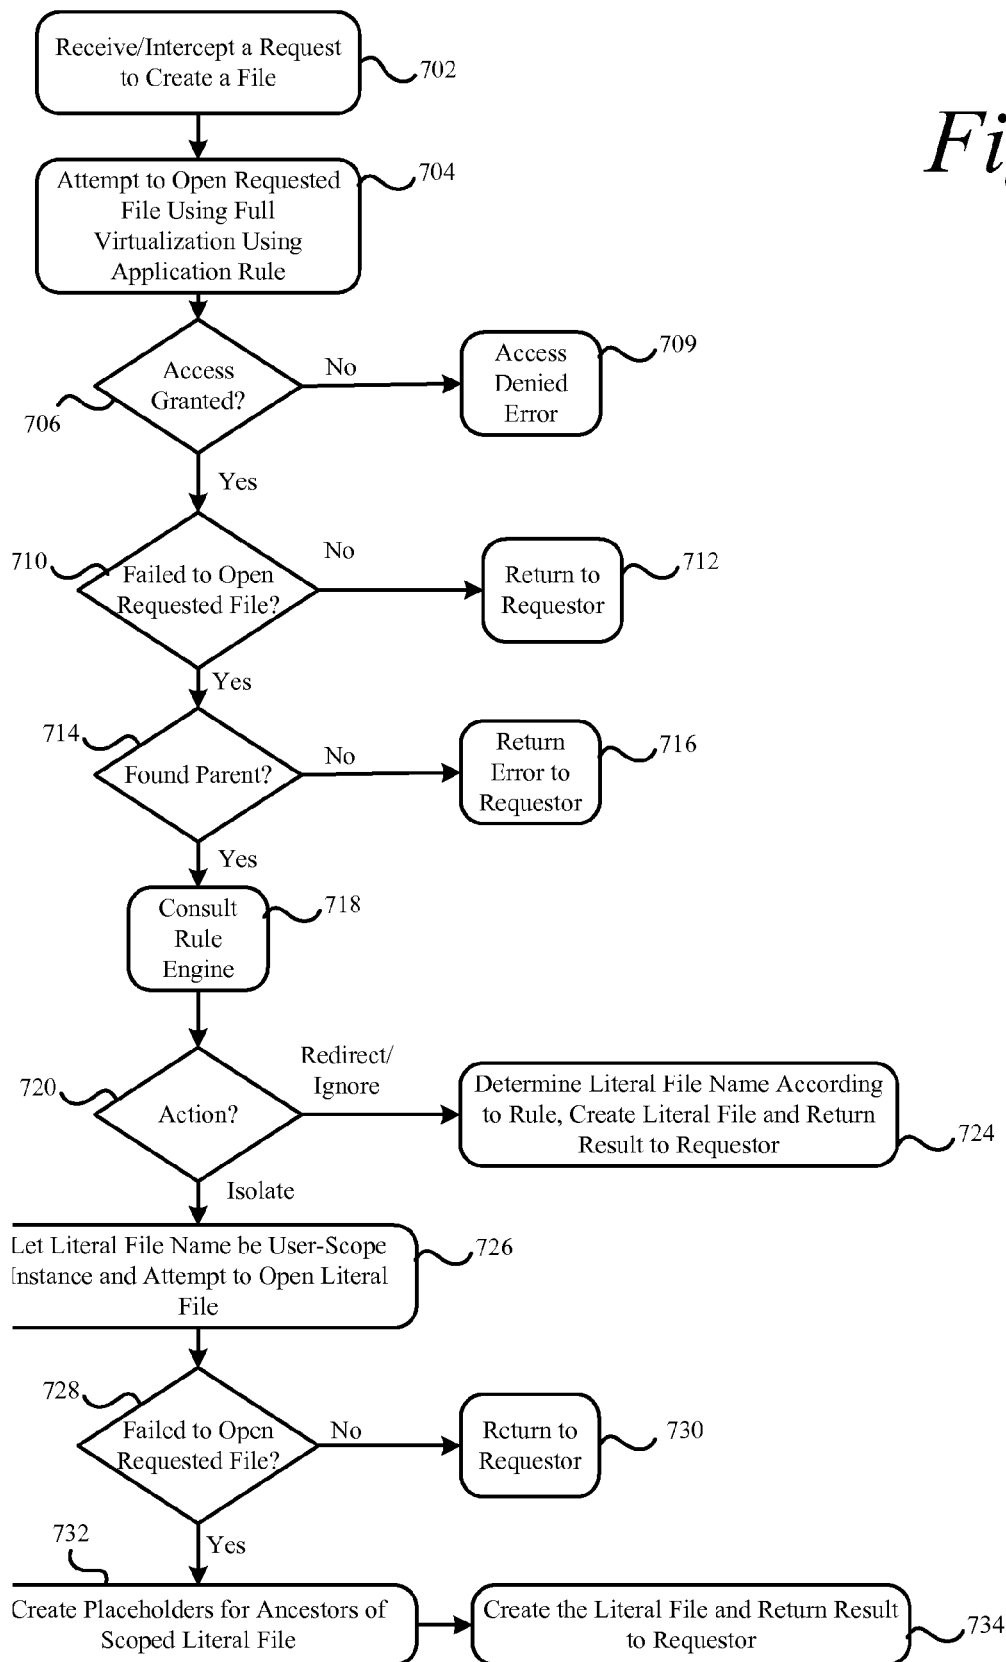 Receive/Intercept a Request
to Create a File
702
Fi
Attempt to Open Requested
File Using Full
Virtualization Using
Application Rule
704
Access
Granted?
706
No
Access
Denied
Error
709
Yes
Failed to Open
Requested File?
710
No
Return to
Requestor
712
Yes
Found Parent?
714
No
Return
Error to
Requestor
716
Yes
Consult
Rule
Engine
718
Action?
720
Redirect/
Ignore
Determine Literal File Name According
to Rule, Create Literal File and Return
Result to Requestor
724
Isolate
Let Literal File Name be User-Scope
Instance and Attempt to Open Literal
File
726
Failed to Open
Requested File?
728
No
Return to
Requestor
730
Yes
732
Create Placeholders for Ancestors of
Scoped Literal File
Create the Literal File and Return Result
to Requestor
734